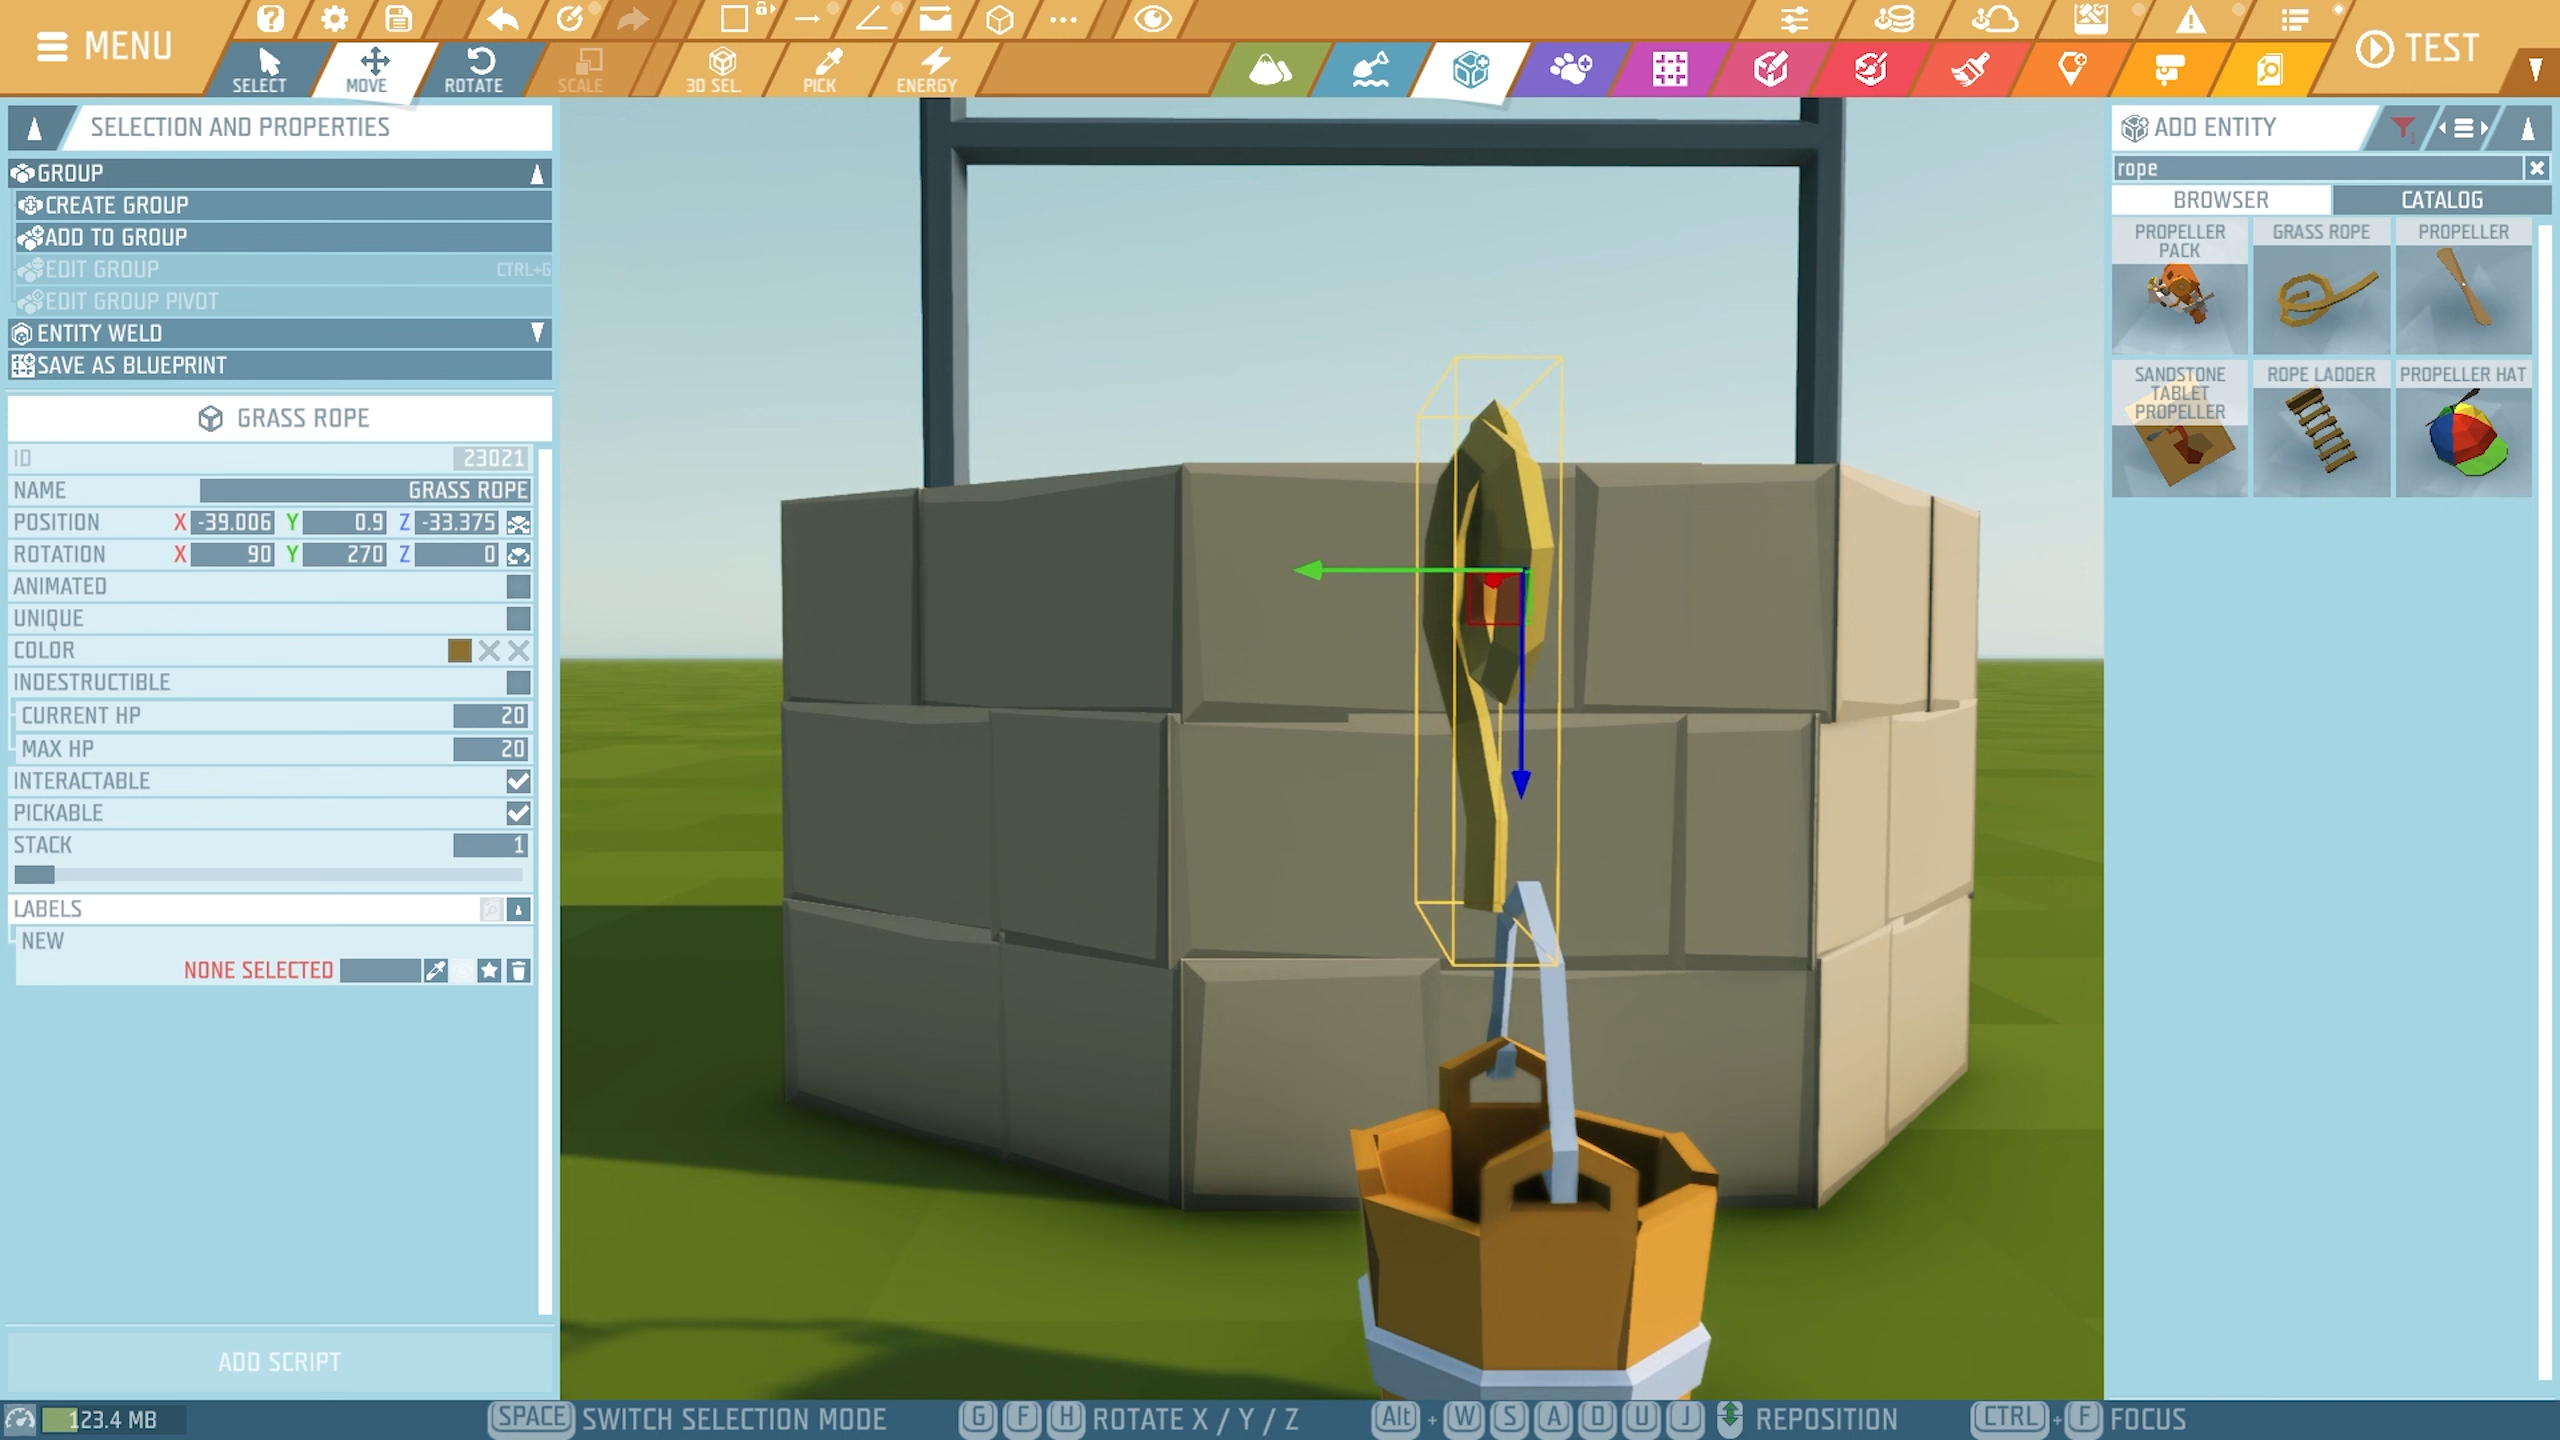 MENU
SELECT
MOVE
ROTATE
SCALE
3D SEL.
PICK
ENERGY
TEST
SELECTION AND PROPERTIES
GROUP
CREATE GROUP
ADD TO GROUP
EDIT GROUP CTRL+G
EDIT GROUP PIVOT
ENTITY WELD
SAVE AS BLUEPRINT
GRASS ROPE
ID 23021
NAME GRASS ROPE
POSITION X -39.006 Y 0.9 Z -33.375
ROTATION X 90 Y 270 Z 0
ANIMATED
UNIQUE
COLOR
INDESTRUCTIBLE
CURRENT HP 20
MAX HP 20
INTERACTABLE
PICKABLE
STACK 1
LABELS
NEW
NONE SELECTED
ADD SCRIPT
ADD ENTITY
1
rope
BROWSER CATALOG
PROPELLER
PACK
GRASS ROPE
PROPELLER
SANDSTONE
TABLET
PROPELLER
ROPE LADDER
PROPELLER HAT
123.4 MB
SPACE SWITCH SELECTION MODE
G F H ROTATE X / Y / Z
Alt + W S A D U J REPOSITION
CTRL + F FOCUS